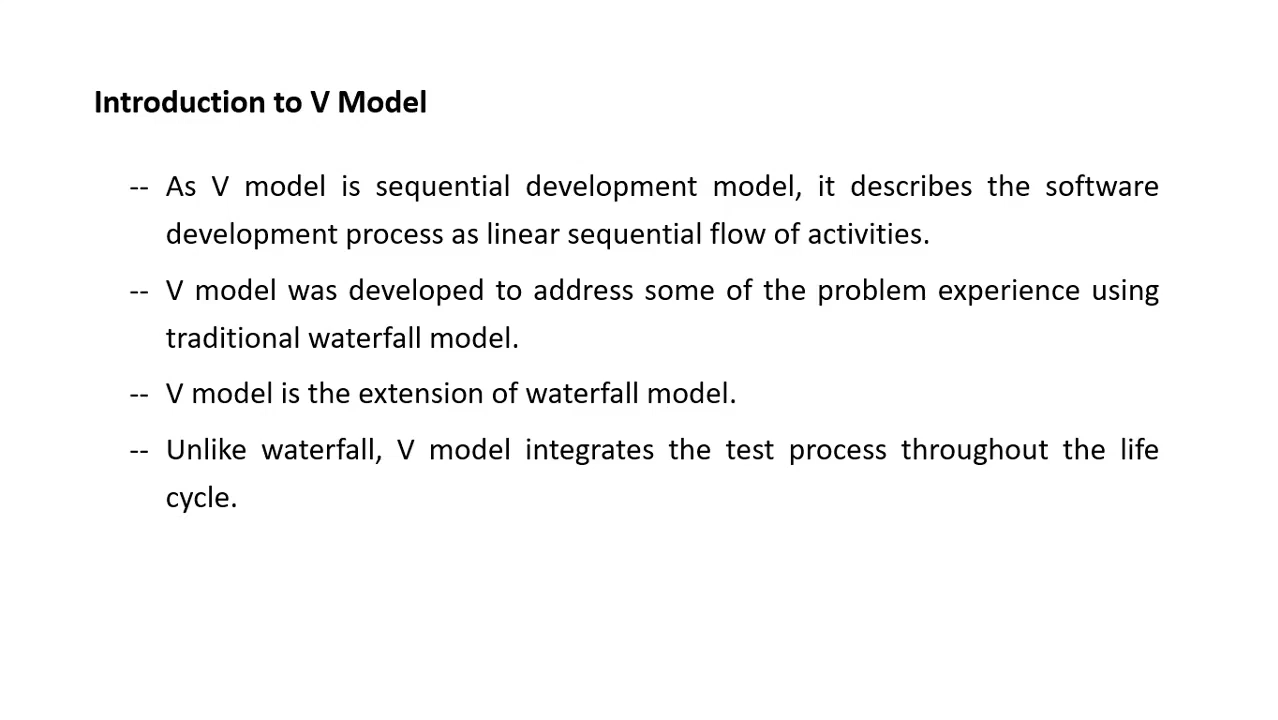 Introduction to V Model
-- As V model is sequential development model, it describes the software
development process as linear sequential flow of activities.
-- V model was developed to address some of the problem experience using
traditional waterfall model.
-- V model is the extension of waterfall model.
-- Unlike waterfall, V model integrates the test process throughout the life
cycle.